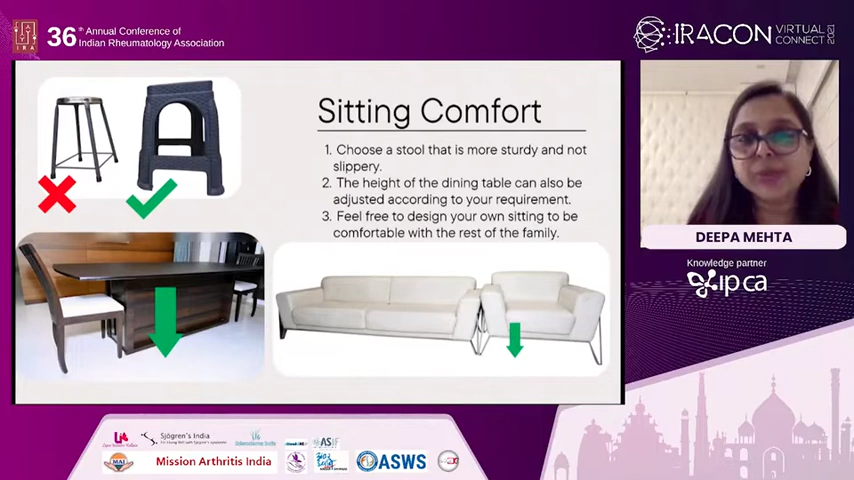 36th Annual Conference of
Indian Rheumatology Association
IRA
IRACON VIRTUAL
CONNECT 2021
Sitting Comfort
1. Choose a stool that is more sturdy and not
slippery.
2. The height of the dining table can also be
adjusted according to your requirement.
3. Feel free to design your own sitting to be
comfortable with the rest of the family.
DEEPA MEHTA
Knowledge partner
ipca
Sjögren's India
Scleroderma India
ASIF
MAI
Mission Arthritis India
ASWS